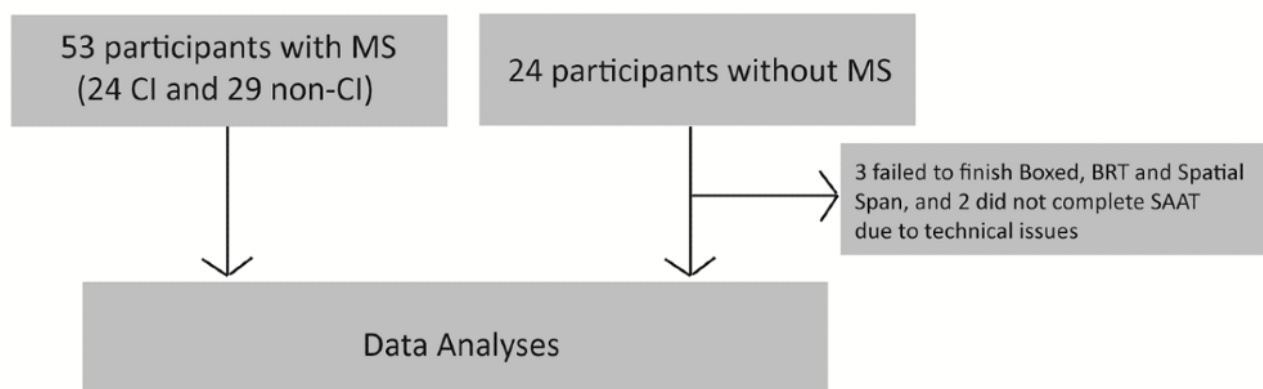 53 participants with MS
(24 CI and 29 non-CI)
24 participants without MS
3 failed to finish Boxed, BRT and Spatial
Span, and 2 did not complete SAAT
due to technical issues
Data Analyses